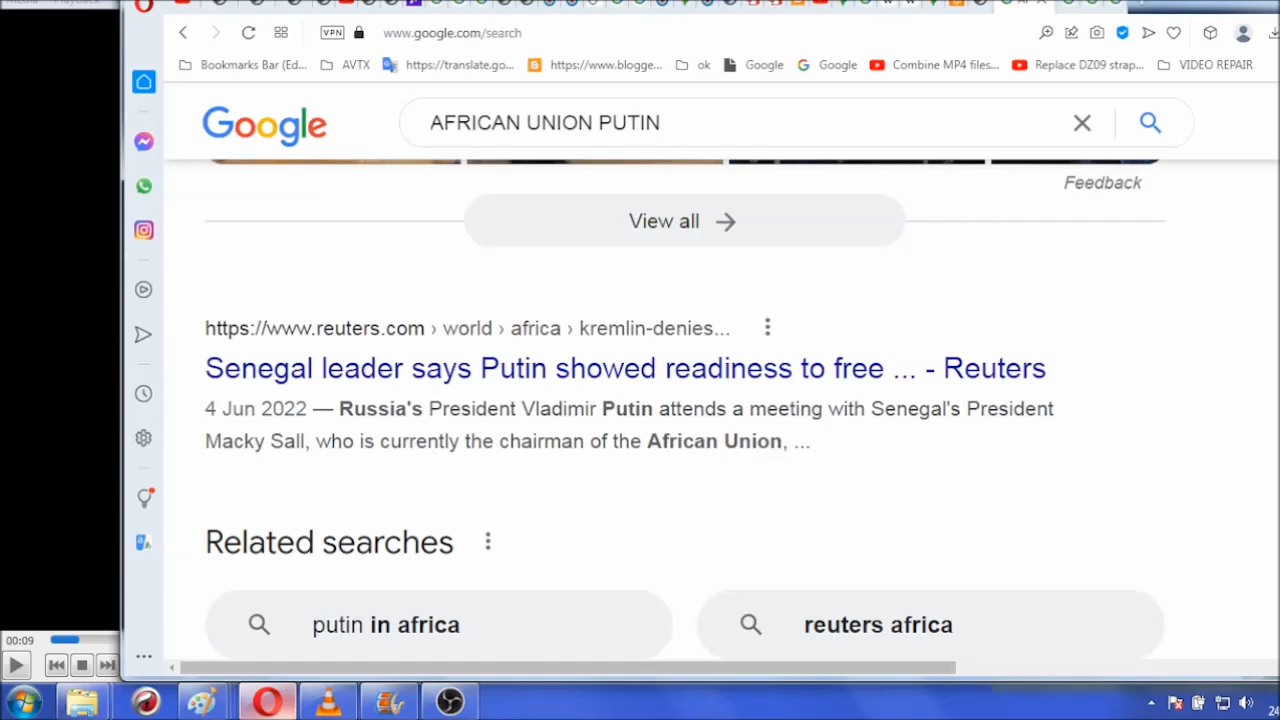 www.google.com/search
VPN
Bookmarks Bar (Ed...
AVTX
https://translate.go...
https://www.blogge...
ok
Google
Google
Combine MP4 files...
Replace DZ09 strap...
VIDEO REPAIR
Google
AFRICAN UNION PUTIN
Feedback
View all
https://www.reuters.com › world › africa › kremlin-denies...
Senegal leader says Putin showed readiness to free ... - Reuters
4 Jun 2022 — Russia's President Vladimir Putin attends a meeting with Senegal's President
Macky Sall, who is currently the chairman of the African Union, ...
Related searches
putin in africa
reuters africa
00:09